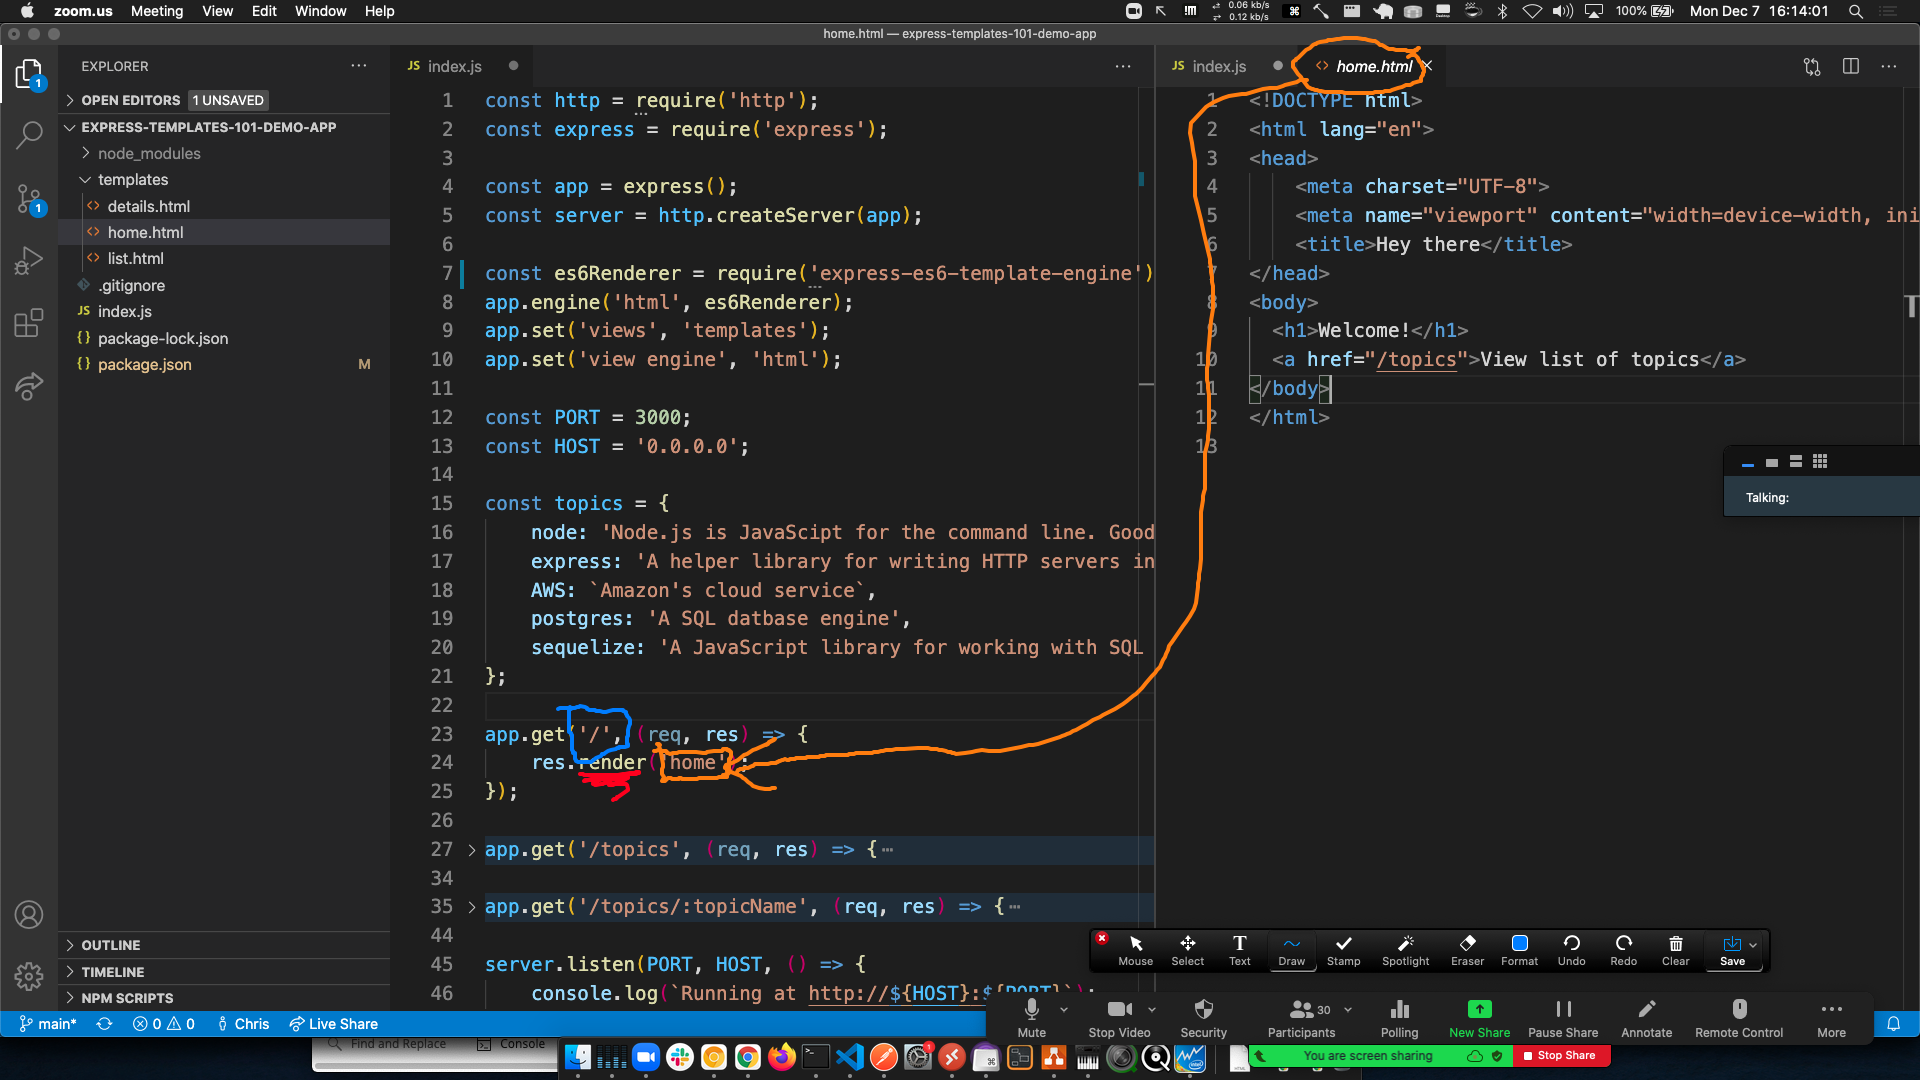 zoom.us Meeting View Edit Window Help
0.06 kb/s
0.12 kb/s
100%
Mon Dec 7 16:14:01
home.html — express-templates-101-demo-app
EXPLORER
OPEN EDITORS 1 UNSAVED
EXPRESS-TEMPLATES-101-DEMO-APP
node_modules
templates
details.html
home.html
list.html
.gitignore
JS index.js
{} package-lock.json
{} package.json M
OUTLINE
TIMELINE
NPM SCRIPTS
1
1
JS index.js
1 const http = require('http');
2 const express = require('express');
3
4 const app = express();
5 const server = http.createServer(app);
6
7 const es6Renderer = require('express-es6-template-engine')
8 app.engine('html', es6Renderer);
9 app.set('views', 'templates');
10 app.set('view engine', 'html');
11
12 const PORT = 3000;
13 const HOST = '0.0.0.0';
14
15 const topics = {
16 node: 'Node.js is JavaScipt for the command line. Good
17 express: 'A helper library for writing HTTP servers in
18 AWS: `Amazon's cloud service`,
19 postgres: 'A SQL datbase engine',
20 sequelize: 'A JavaScript library for working with SQL
21 };
22
23 app.get('/', (req, res) => {
24 res.render('home');
25 });
26
27 app.get('/topics', (req, res) => {⋯
34
35 app.get('/topics/:topicName', (req, res) => {⋯
44
45 server.listen(PORT, HOST, () => {
46 console.log(`Running at http://${HOST}:${PORT}`);
JS index.js
<> home.html
1 <!DOCTYPE html>
2 <html lang="en">
3 <head>
4 <meta charset="UTF-8">
5 <meta name="viewport" content="width=device-width, ini
6 <title>Hey there</title>
7 </head>
8 <body>
9 <h1>Welcome!</h1>
10 <a href="/topics">View list of topics</a>
11 </body>
12 </html>
13
Talking:
Mouse Select Text Draw Stamp Spotlight Eraser Format Undo Redo Clear Save
30
Mute Stop Video Security Participants Polling New Share Pause Share Annotate Remote Control More
You are screen sharing Stop Share
main* 0 0 Chris Live Share
Find and Replace Console
1